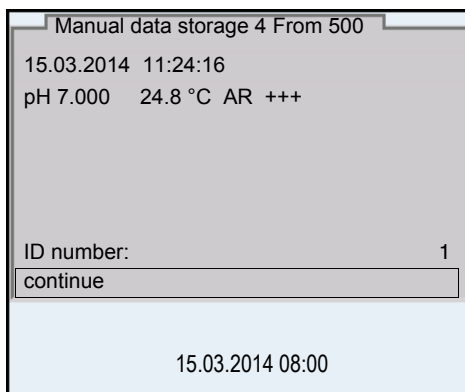 Manual data storage 4 From 500
15.03.2014 11:24:16
pH 7.000 24.8 °C AR +++
ID number: 1
continue
15.03.2014 08:00